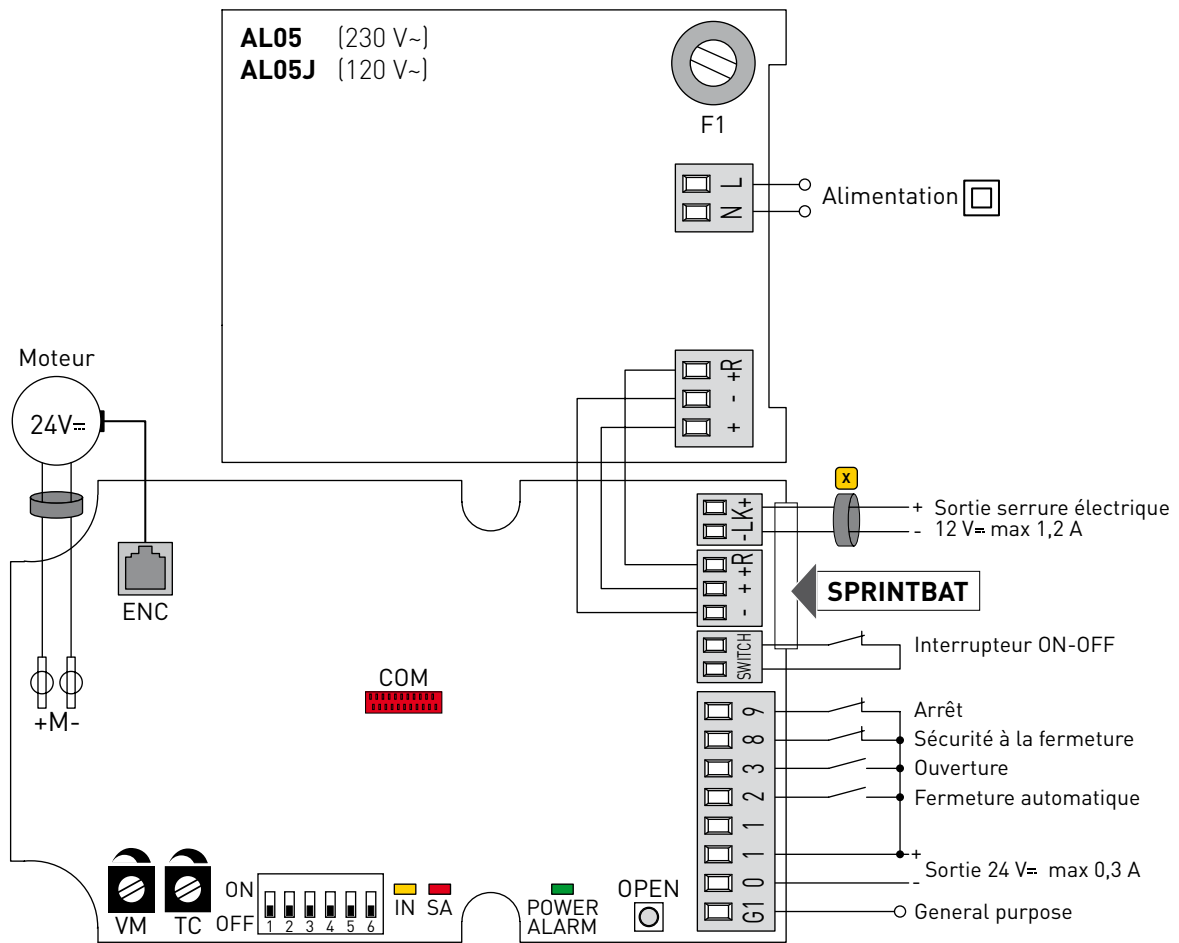 AL05 (230 V~)
AL05J (120 V~)
F1
L
N
Alimentation
+R
-
+
Moteur
24V⎓
ENC
+M-
COM
X
-LK+
+ Sortie serrure électrique
- 12 V⎓ max 1,2 A
+R
+
-
SPRINTBAT
SWITCH
Interrupteur ON-OFF
9 Arrêt
8 Sécurité à la fermeture
3 Ouverture
2 Fermeture automatique
1
1 +
Sortie 24 V⎓ max 0,3 A
0 -
G1 General purpose
VM
TC
ON
OFF
1 2 3 4 5 6
IN
SA
POWER
ALARM
OPEN